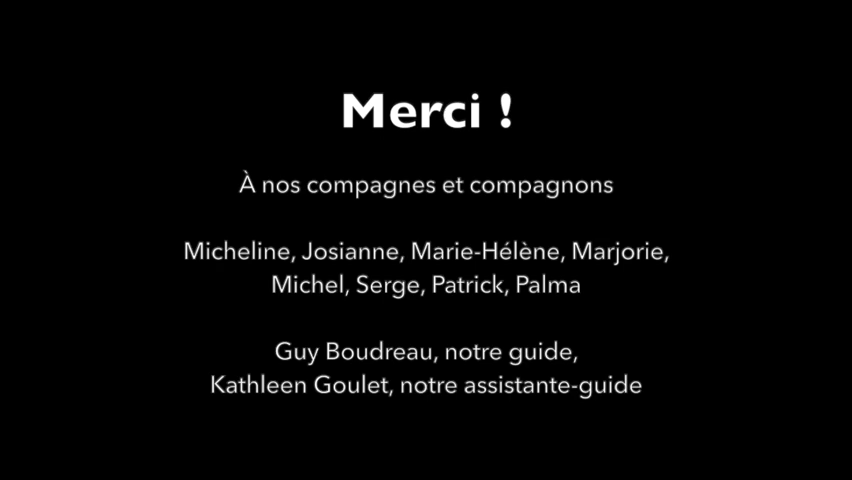 Merci !
À nos compagnes et compagnons
Micheline, Josianne, Marie-Hélène, Marjorie,
Michel, Serge, Patrick, Palma
Guy Boudreau, notre guide,
Kathleen Goulet, notre assistante-guide